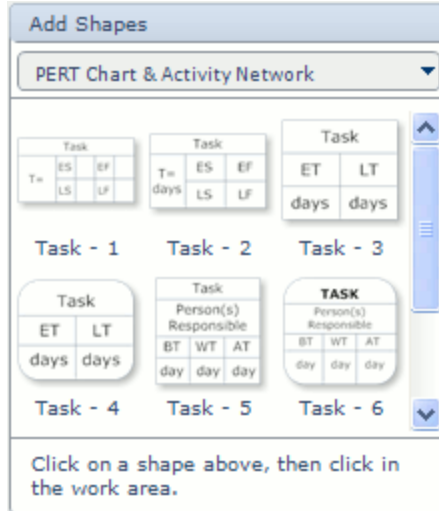 Add Shapes
PERT Chart & Activity Network
Task
T=
ES EF
LS LF
Task - 1
Task
T=
days
ES EF
LS LF
Task - 2
Task
ET LT
days days
Task - 3
Task
ET LT
days days
Task - 4
Task
Person(s)
Responsible
BT WT AT
day day day
Task - 5
TASK
Person(s)
Responsible
BT WT AT
day day day
Task - 6
Click on a shape above, then click in
the work area.